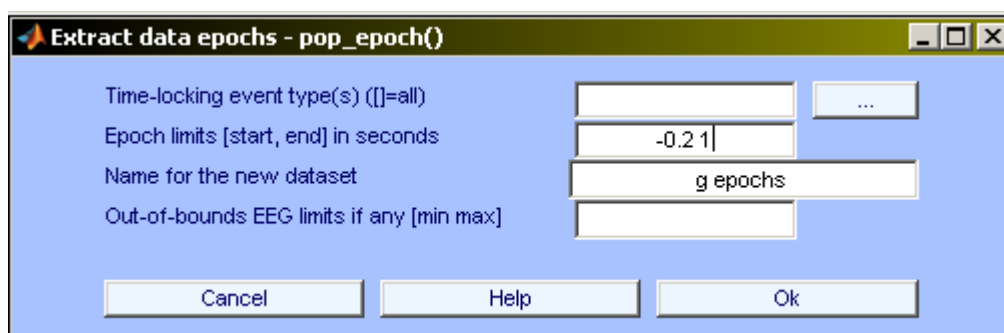 Extract data epochs - pop_epoch()
Time-locking event type(s) ([]=all)
...
Epoch limits [start, end] in seconds
-0.2 1
Name for the new dataset
g epochs
Out-of-bounds EEG limits if any [min max]
Cancel
Help
Ok